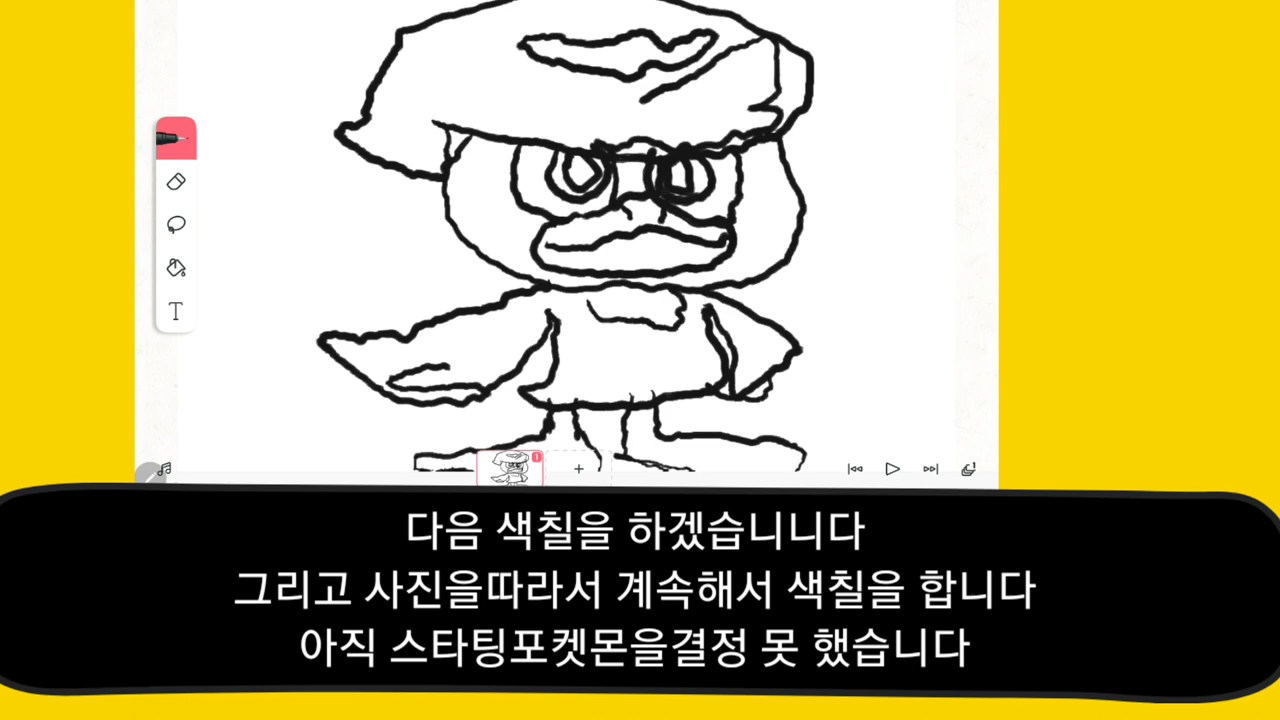 T
1
다음 색칠을 하겠습니니다
그리고 사진을따라서 계속해서 색칠을 합니다
아직 스타팅포켓몬을결정 못 했습니다